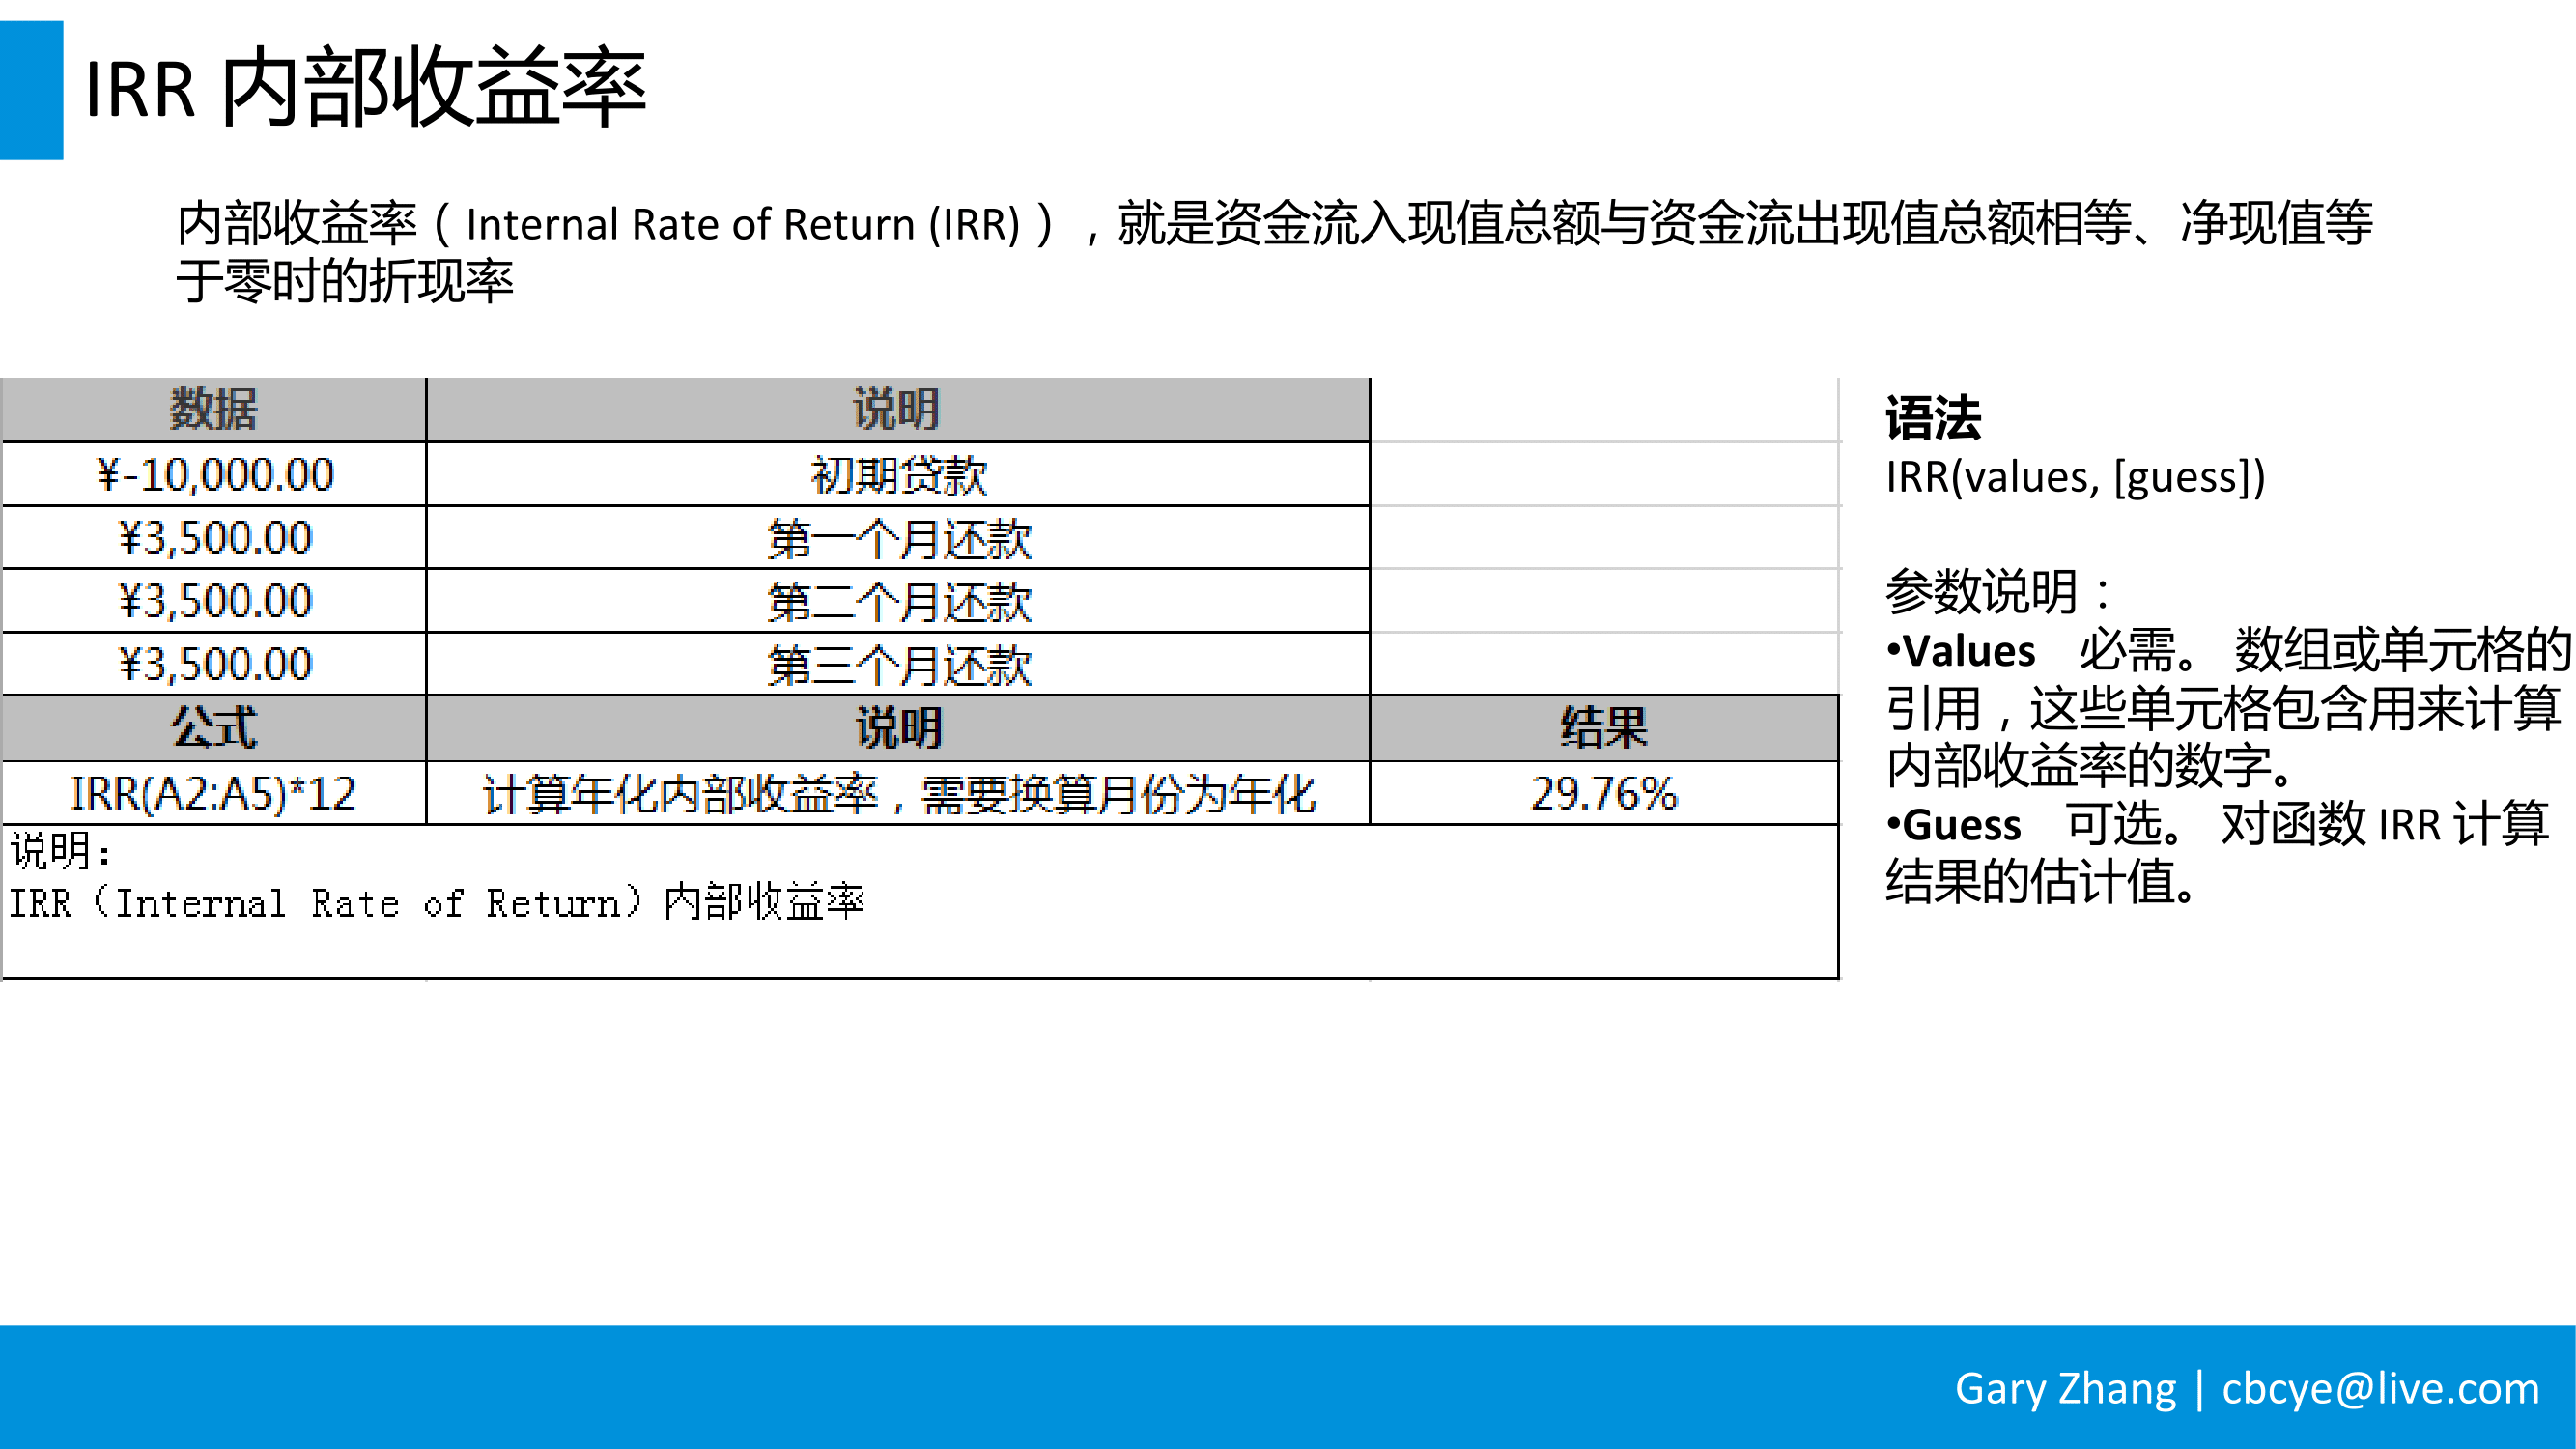 IRR 内部收益率
内部收益率（Internal Rate of Return (IRR)），就是资金流入现值总额与资金流出现值总额相等、净现值等
于零时的折现率
数据 说明
¥-10,000.00 初期贷款
¥3,500.00 第一个月还款
¥3,500.00 第二个月还款
¥3,500.00 第三个月还款
公式 说明 结果
IRR(A2:A5)*12 计算年化内部收益率，需要换算月份为年化 29.76%
说明：
IRR（Internal Rate of Return）内部收益率
语法
IRR(values, [guess])
参数说明：
•Values 必需。 数组或单元格的
引用，这些单元格包含用来计算
内部收益率的数字。
•Guess 可选。 对函数 IRR 计算
结果的估计值。
Gary Zhang | cbcye@live.com